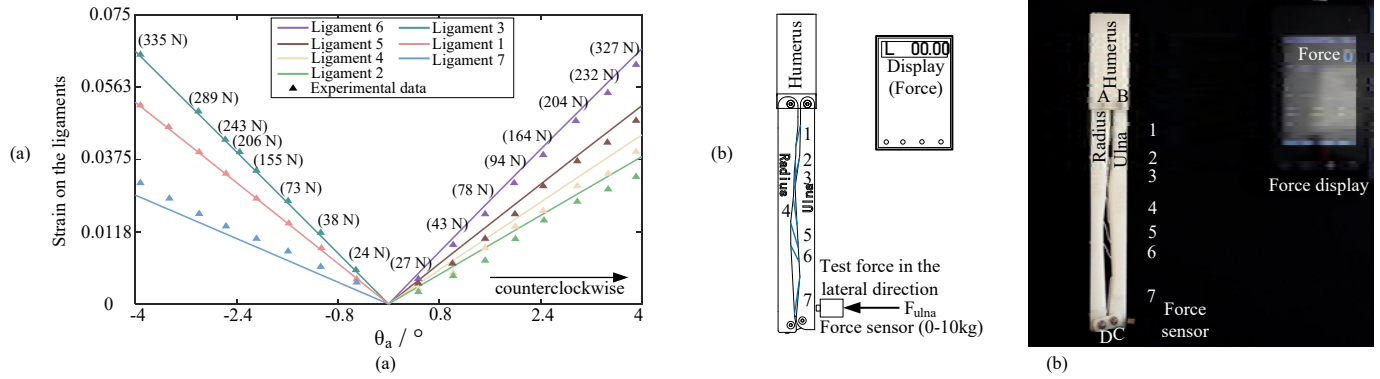 (a)
Strain on the ligaments
0.075
0.0563
0.0375
0.0118
0
-4
-2.4
-0.8
0.8
2.4
4
θa / °
(a)
Ligament 6
Ligament 3
Ligament 5
Ligament 1
Ligament 4
Ligament 7
Ligament 2
Experimental data
(335 N)
(289 N)
(243 N)
(206 N)
(155 N)
(73 N)
(38 N)
(24 N)
(327 N)
(232 N)
(204 N)
(164 N)
(94 N)
(78 N)
(43 N)
(27 N)
counterclockwise
(b)
Humerus
Radius
Ulna
1
2
3
4
5
6
7
L 00.00
Display
(Force)
Test force in the
lateral direction
Fulna
Force sensor (0-10kg)
Humerus
A B
Radius
Ulna
1
2
3
4
5
6
7
DC
Force
sensor
Force 0
Force display
(b)